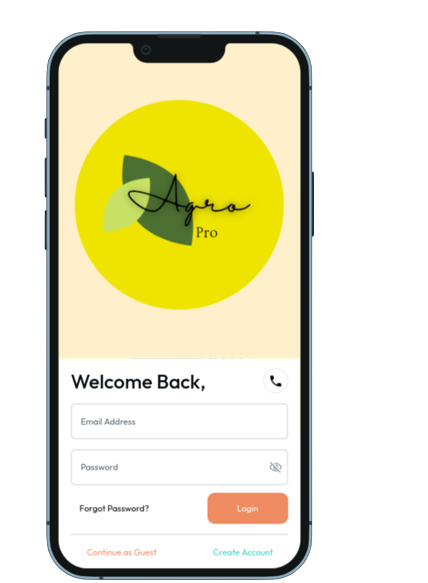 Agro
Pro
Welcome Back,
Email Address
Password
Forgot Password?
Login
Continue as Guest
Create Account